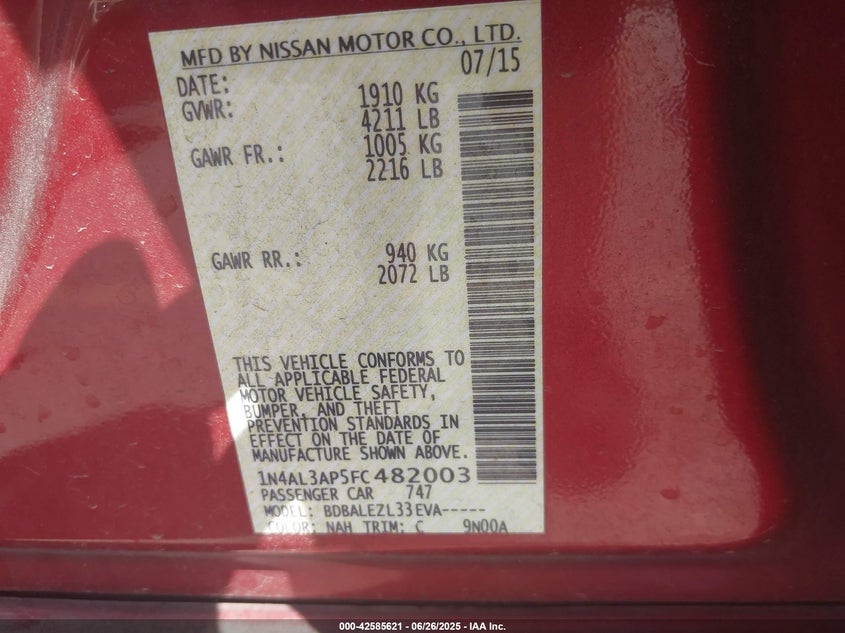 MFD BY NISSAN MOTOR CO., LTD.
DATE: 07/15
GVWR: 1910 KG
4211 LB
GAWR FR.: 1005 KG
2216 LB
GAWR RR.: 940 KG
2072 LB
THIS VEHICLE CONFORMS TO
ALL APPLICABLE FEDERAL
MOTOR VEHICLE SAFETY,
BUMPER, AND THEFT
PREVENTION STANDARDS IN
EFFECT ON THE DATE OF
MANUFACTURE SHOWN ABOVE.
1N4AL3AP5FC482003
PASSENGER CAR 747
MODEL: BDBALEZL33EVA-----
COLOR: NAH TRIM: C 9N00A
000-42585621 | 06/26/2025 - IAA Inc.